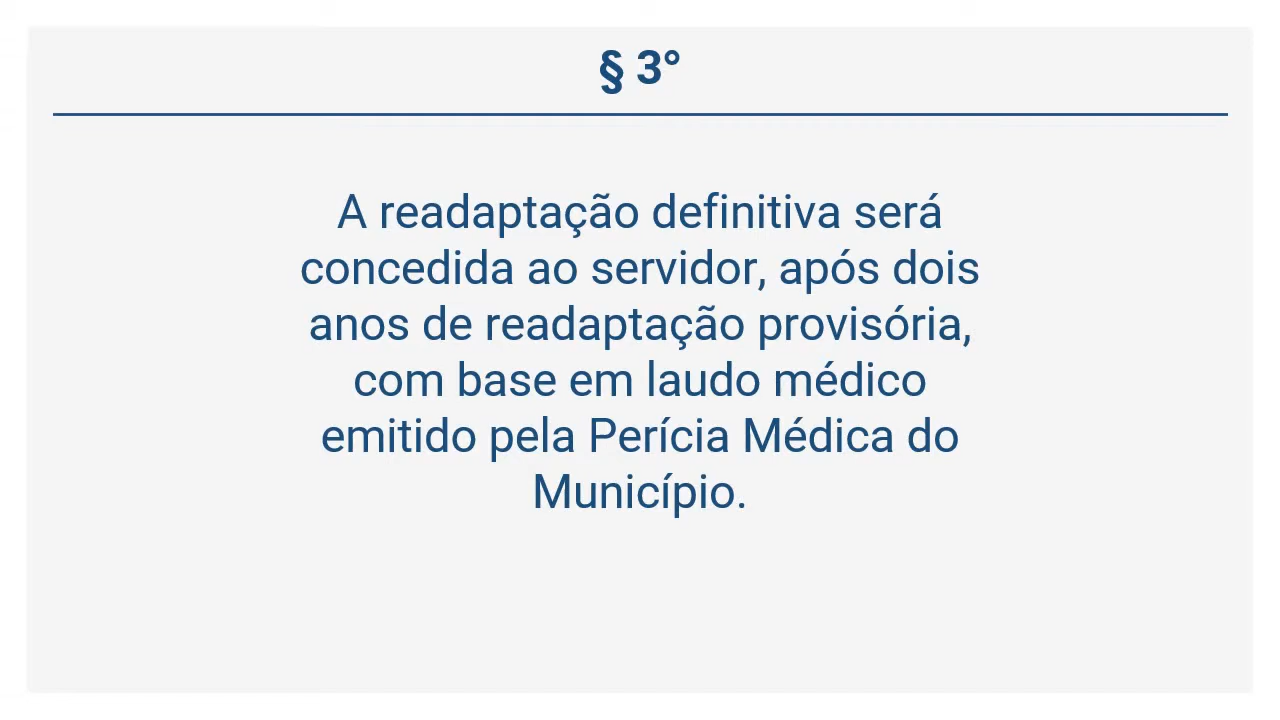 § 3°
A readaptação definitiva será
concedida ao servidor, após dois
anos de readaptação provisória,
com base em laudo médico
emitido pela Perícia Médica do
Município.